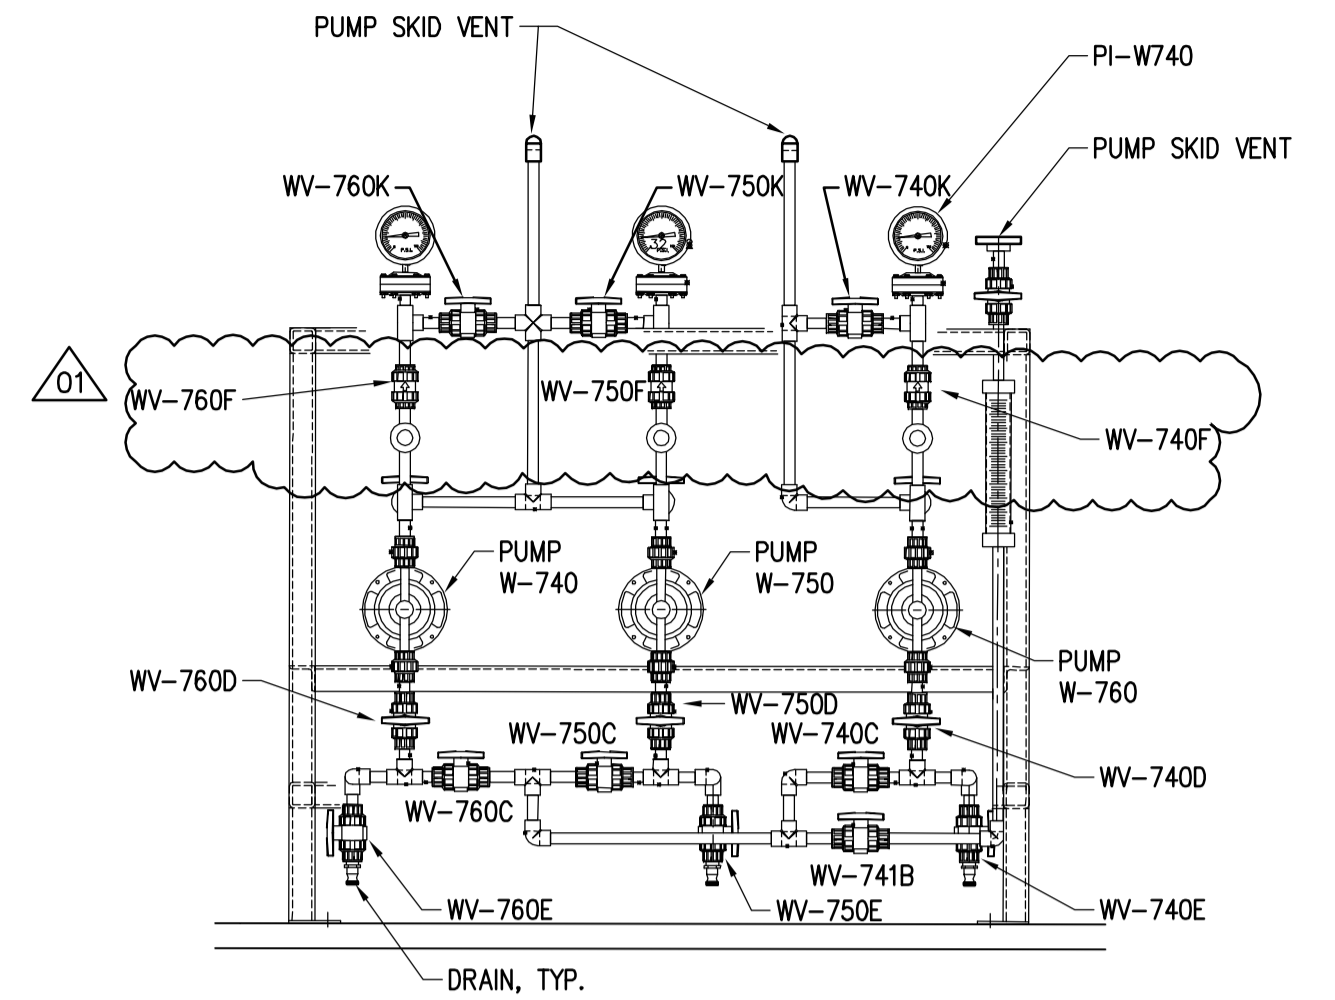 PUMP SKID VENT
PI-W740
PUMP SKID VENT
WV-760K
WV-750K
WV-740K
P.S.I.
32
P.S.I.
01
WV-760F
WV-750F
WV-740F
PUMP
W-740
PUMP
W-750
PUMP
W-760
WV-760D
WV-750D
WV-750C
WV-740C
WV-740D
WV-760C
WV-741B
WV-760E
WV-750E
WV-740E
DRAIN, TYP.